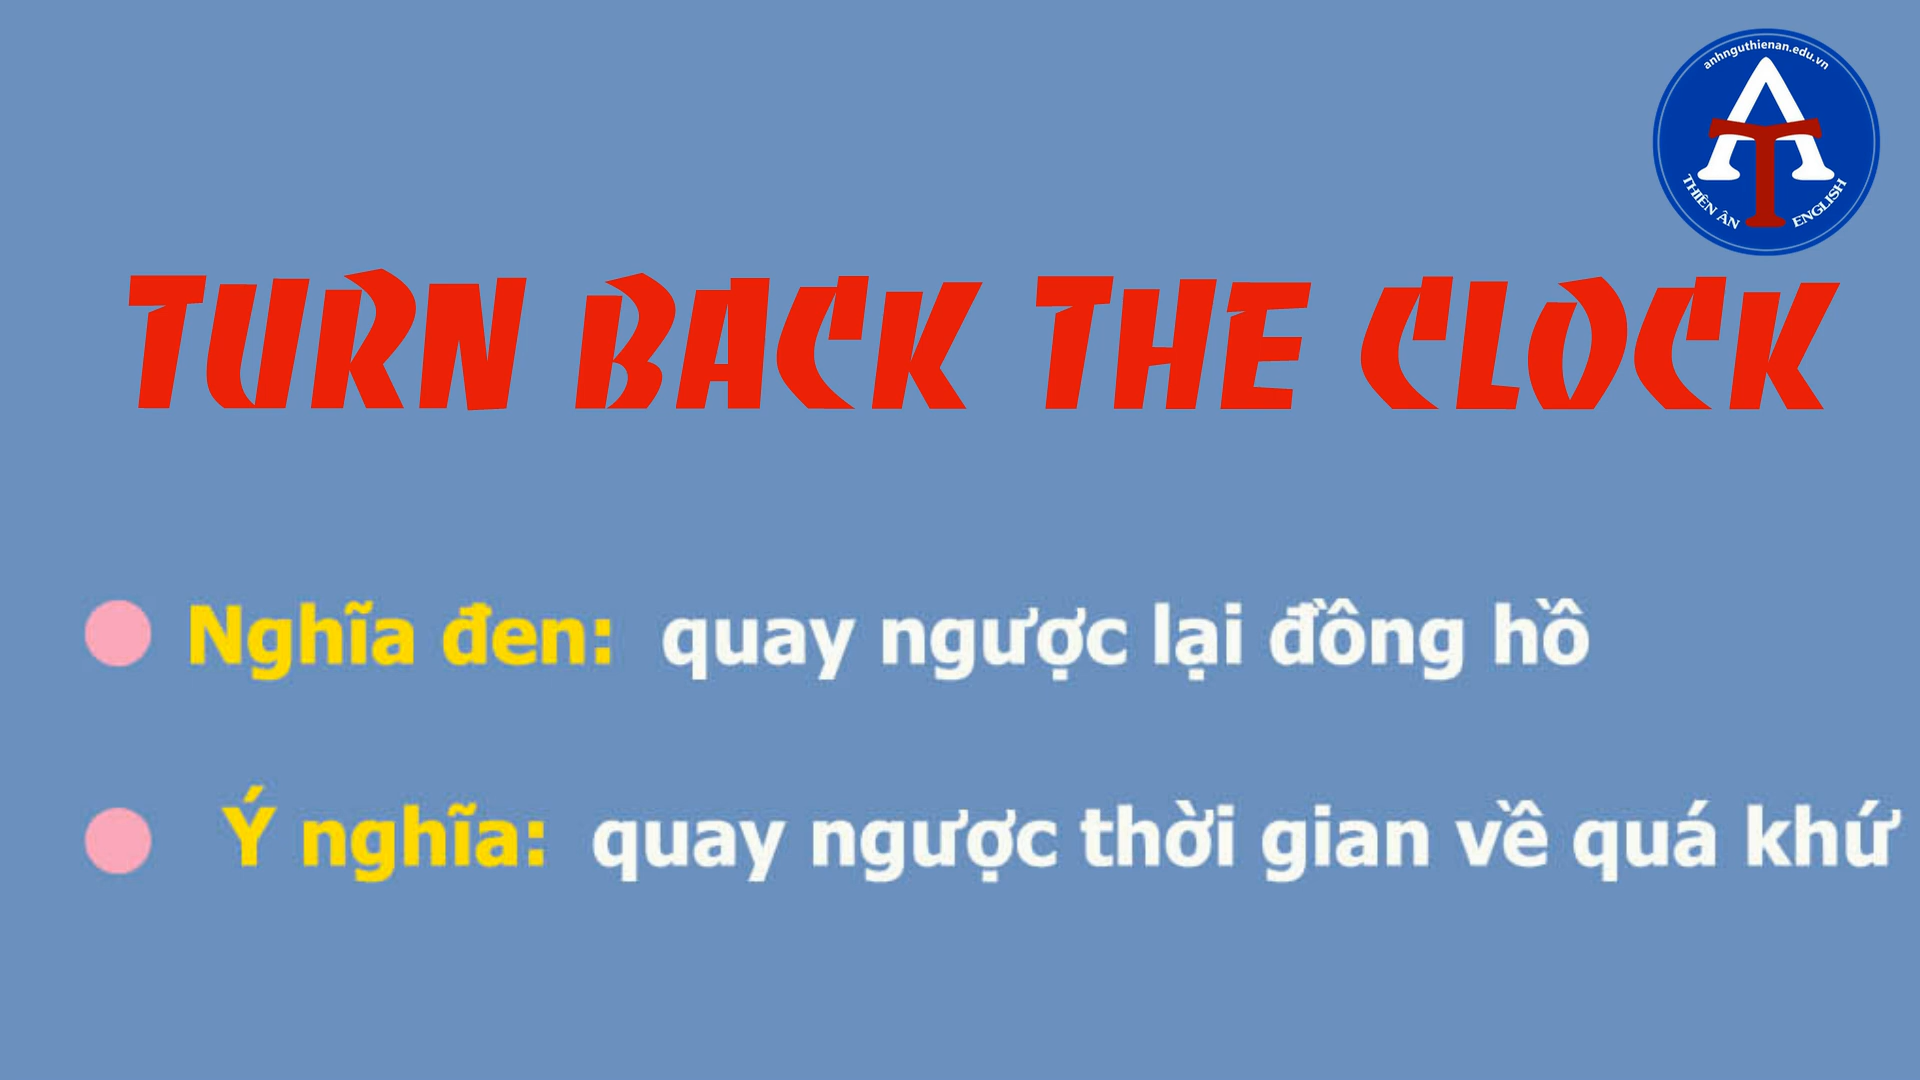 anhnguthienan.edu.vn
AT
THIÊN ÂN ENGLISH
TURN BACK THE CLOCK
Nghĩa đen: quay ngược lại đồng hồ
Ý nghĩa: quay ngược thời gian về quá khứ